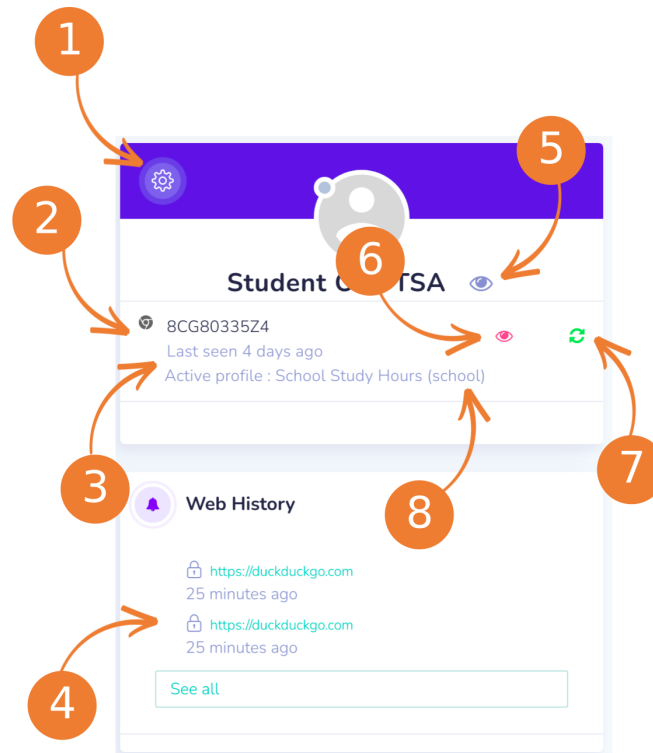 1
5
2
6
Student TSA
8CG80335Z4
Last seen 4 days ago
Active profile : School Study Hours (school)
7
3
8
Web History
https://duckduckgo.com
25 minutes ago
https://duckduckgo.com
25 minutes ago
4
See all